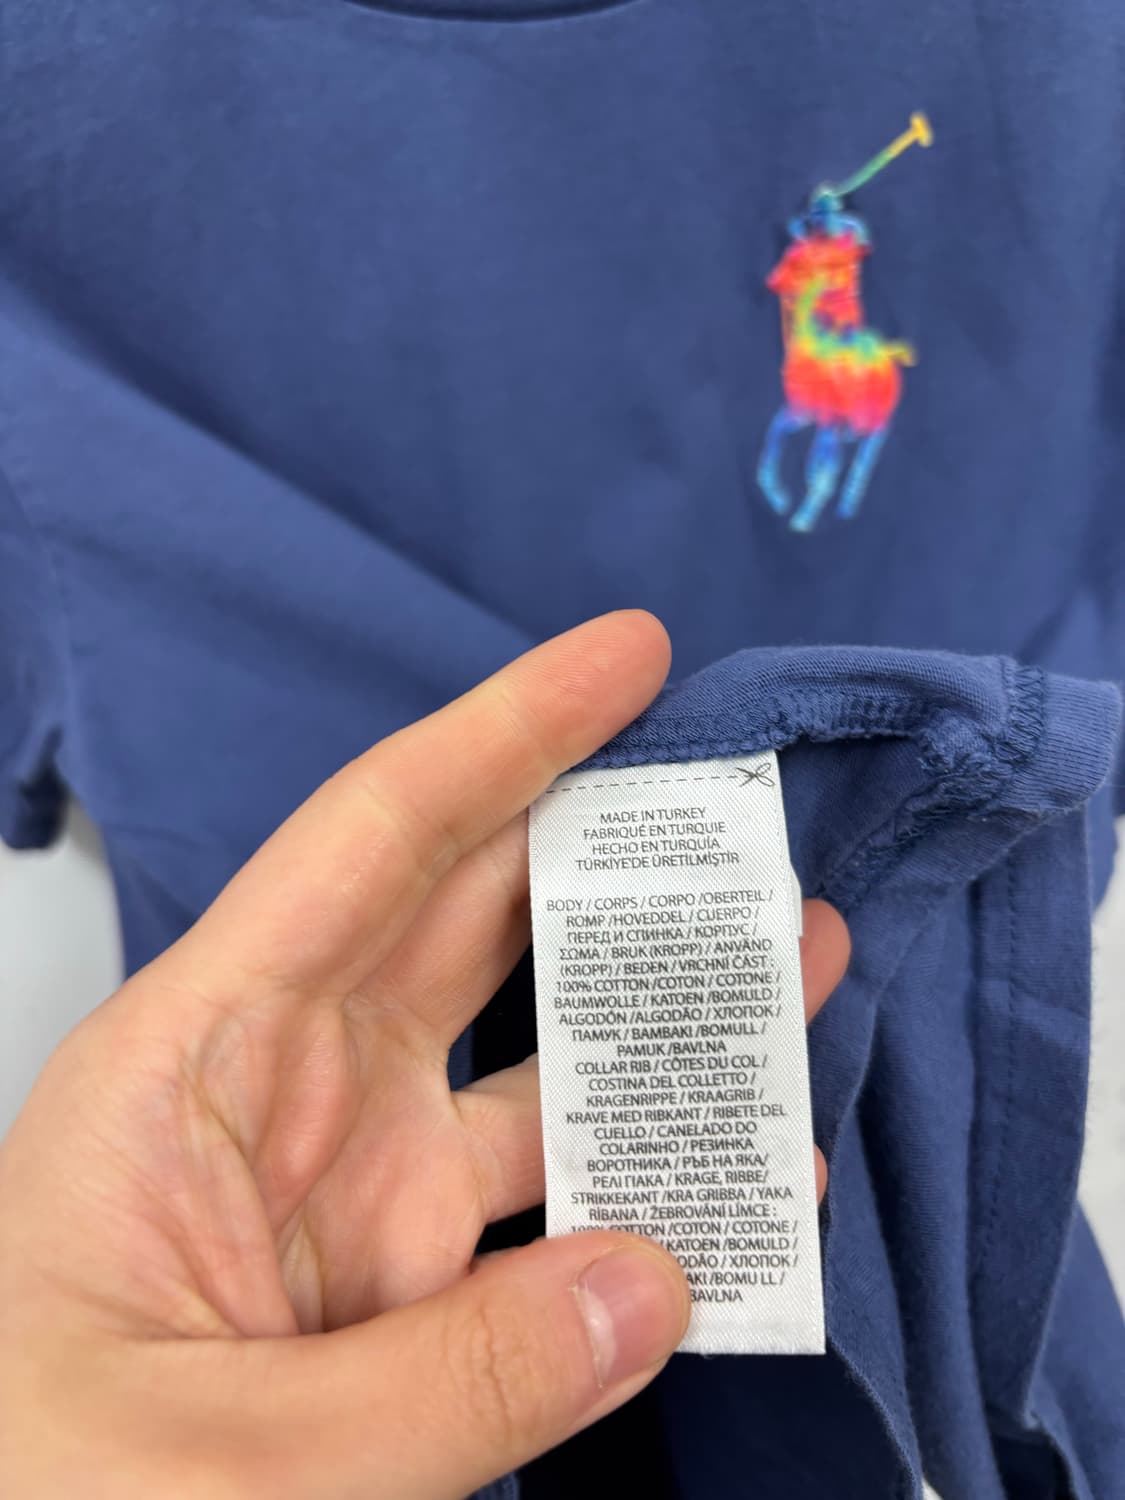 MADE IN TURKEY
FABRIQUÉ EN TURQUIE
HECHO EN TURQUÍA
TÜRKİYE'DE ÜRETİLMİŞTİR
BODY / CORPS / CORPO /OBERTEIL /
ROMP /HOVEDDEL / CUERPO /
ПЕРЕД И СПИНКА / КОРПУС /
ΣΩΜΑ / BRUK (KROPP) / ANVÄND
(KROPP) / BEDEN / VRCHNÍ ČÁST :
100% COTTON /COTON / COTONE /
BAUMWOLLE / KATOEN /BOMULD /
ALGODÓN /ALGODÃO / ХЛОПОК /
ПАМУК / BAMBAKI /BOMULL /
PAMUK /BAVLNA
COLLAR RIB / CÔTES DU COL /
COSTINA DEL COLLETTO /
KRAGENRIPPE / KRAAGRIB /
KRAVE MED RIBKANT / RIBETE DEL
CUELLO / CANELADO DO
COLARINHO / РЕЗИНКА
ВОРОТНИКА / РЪБ НА ЯКА/
ΡΕΛΙ ΓΙΑΚΑ / KRAGE, RIBBE/
STRIKKEKANT /KRA GRIBBA / YAKA
RİBANA / ŽEBROVÁNÍ LÍMCE :
100% COTTON /COTON / COTONE /
/ KATOEN /BOMULD /
/ ХЛОПОК /
/BOMU LL /
BAVLNA